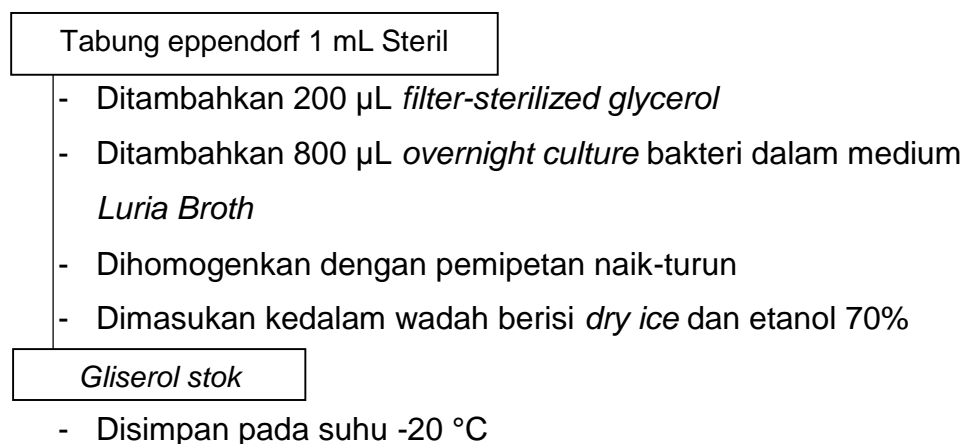 Tabung eppendorf 1 mL Steril
- Ditambahkan 200 µL filter-sterilized glycerol
- Ditambahkan 800 µL overnight culture bakteri dalam medium
Luria Broth
- Dihomogenkan dengan pemipetan naik-turun
- Dimasukan kedalam wadah berisi dry ice dan etanol 70%
Gliserol stok
- Disimpan pada suhu -20 °C